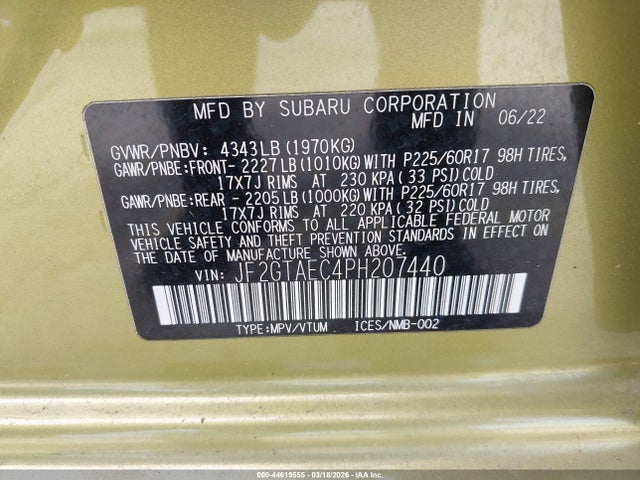 MFD BY SUBARU CORPORATION
MFD IN 06/22
GVWR/PNBV: 4343LB (1970KG)
GAWR/PNBE:FRONT- 2227LB (1010KG) WITH P225/60R17 98H TIRES,
17X7J RIMS AT 230 KPA (33 PSI) COLD
GAWR/PNBE:REAR - 2205LB (1000KG) WITH P225/60R17 98H TIRES,
17X7J RIMS AT 220 KPA (32 PSI) COLD
THIS VEHICLE CONFORMS TO ALL APPLICABLE FEDERAL MOTOR
VEHICLE SAFETY AND THEFT PREVENTION STANDARDS IN EFFECT ON
THE DATE OF MANUFACTURE SHOWN ABOVE.
VIN: JF2GTAEC4PH207440
TYPE:MPV/VTUM ICES/NMB-002
000-44619555 | 03/18/2026 | IAA Inc.